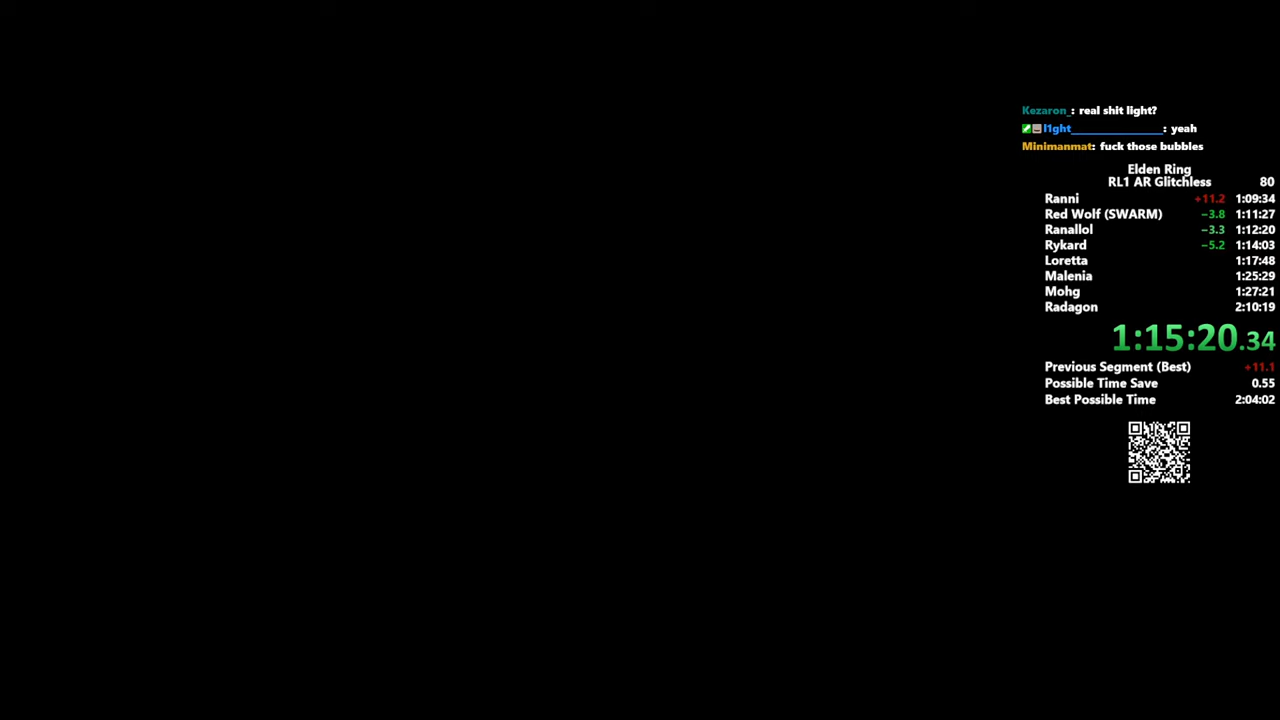 Kezaron_: real shit light?
l1ght_________________: yeah
Minimanmat: fuck those bubbles
Elden Ring
RL1 AR Glitchless 80
Ranni +11.2 1:09:34
Red Wolf (SWARM) −3.8 1:11:27
Ranallol −3.3 1:12:20
Rykard −5.2 1:14:03
Loretta 1:17:48
Malenia 1:25:29
Mohg 1:27:21
Radagon 2:10:19
1:15:20.34
Previous Segment (Best) +11.1
Possible Time Save 0.55
Best Possible Time 2:04:02